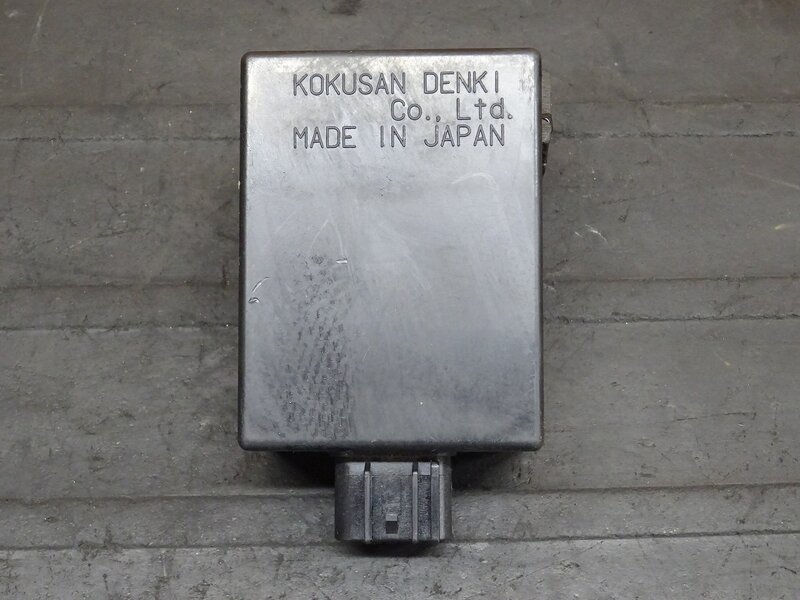 KOKUSAN DENKI
Co., Ltd.
MADE IN JAPAN